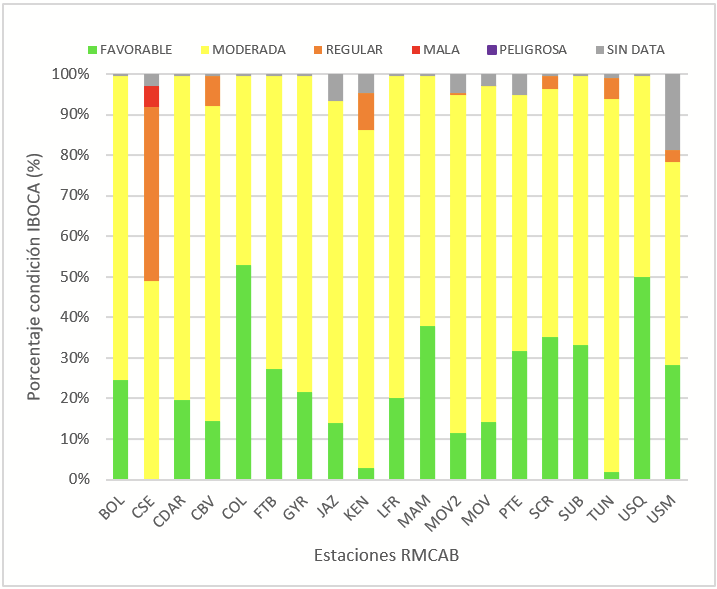 FAVORABLE MODERADA REGULAR MALA PELIGROSA SIN DATA
100%
90%
80%
70%
60%
50%
40%
30%
20%
10%
0%
Porcentaje condición IBOCA (%)
BOL CSE CDAR CBV COL FTB GYR JAZ KEN LFR MAM MOV2 MOV PTE SCR SUB TUN USQ USM
Estaciones RMCAB